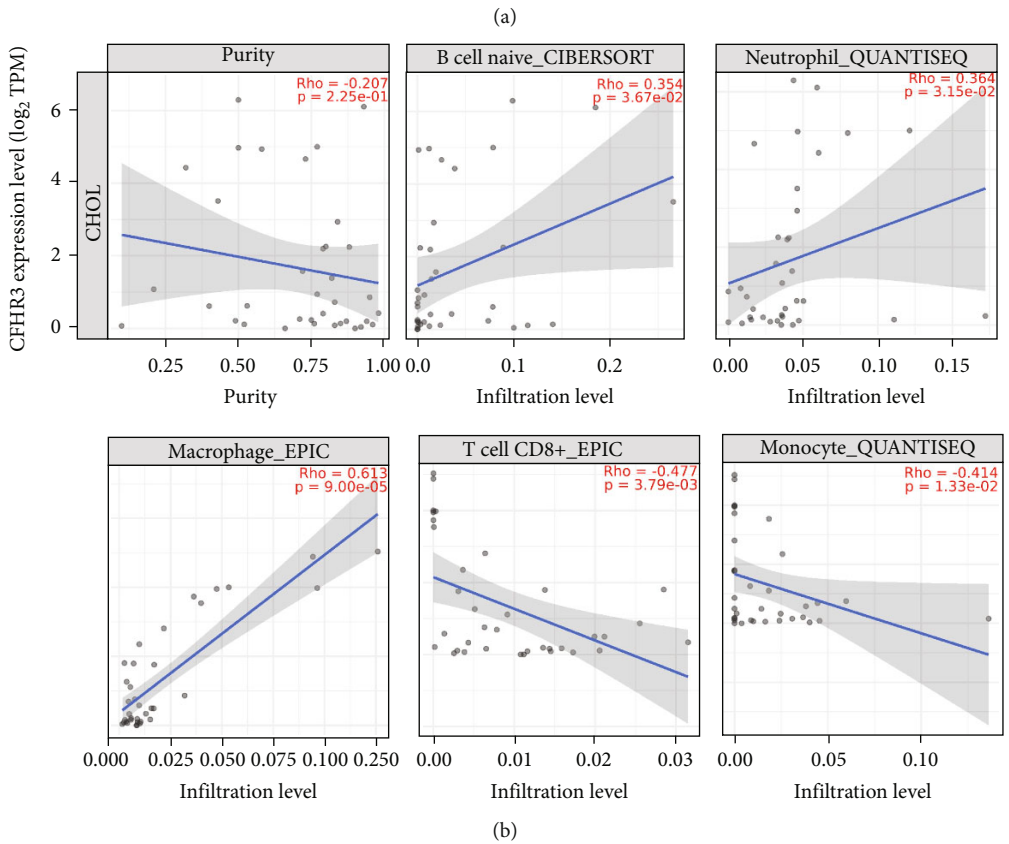 (a)
Purity
B cell naive_CIBERSORT
Neutrophil_QUANTISEQ
Rho = -0.207
p = 2.25e-01
Rho = 0.354
p = 3.67e-02
Rho = 0.364
p = 3.15e-02
CFHR3 expression level (log2 TPM)
CHOL
6
4
2
0
0.25 0.50 0.75 1.00
0.0 0.1 0.2
0.00 0.05 0.10 0.15
Purity
Infiltration level
Infiltration level
Macrophage_EPIC
T cell CD8+_EPIC
Monocyte_QUANTISEQ
Rho = 0.613
p = 9.00e-05
Rho = -0.477
p = 3.79e-03
Rho = -0.414
p = 1.33e-02
0.000 0.025 0.050 0.075 0.100 0.250
0.00 0.01 0.02 0.03
0.00 0.05 0.10
Infiltration level
Infiltration level
Infiltration level
(b)